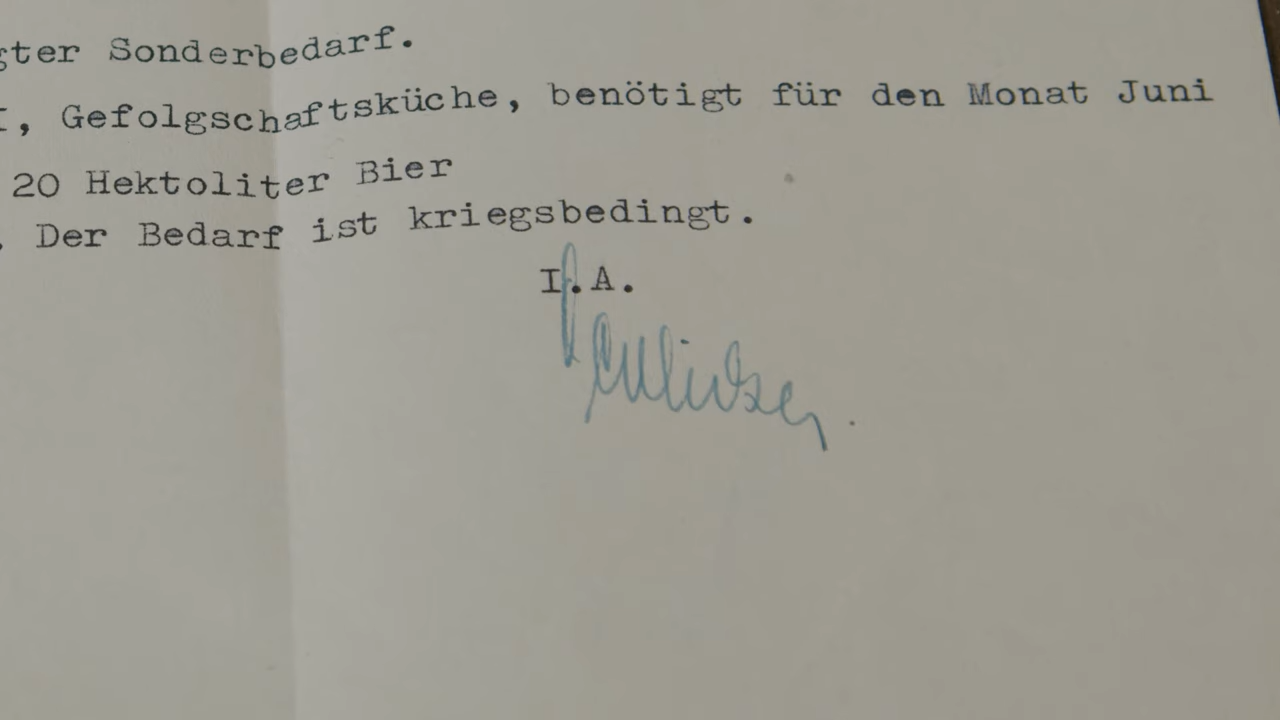 gter Sonderbedarf.
, Gefolgschaftsküche, benötigt für den Monat Juni
20 Hektoliter Bier
. Der Bedarf ist kriegsbedingt.
I.A.